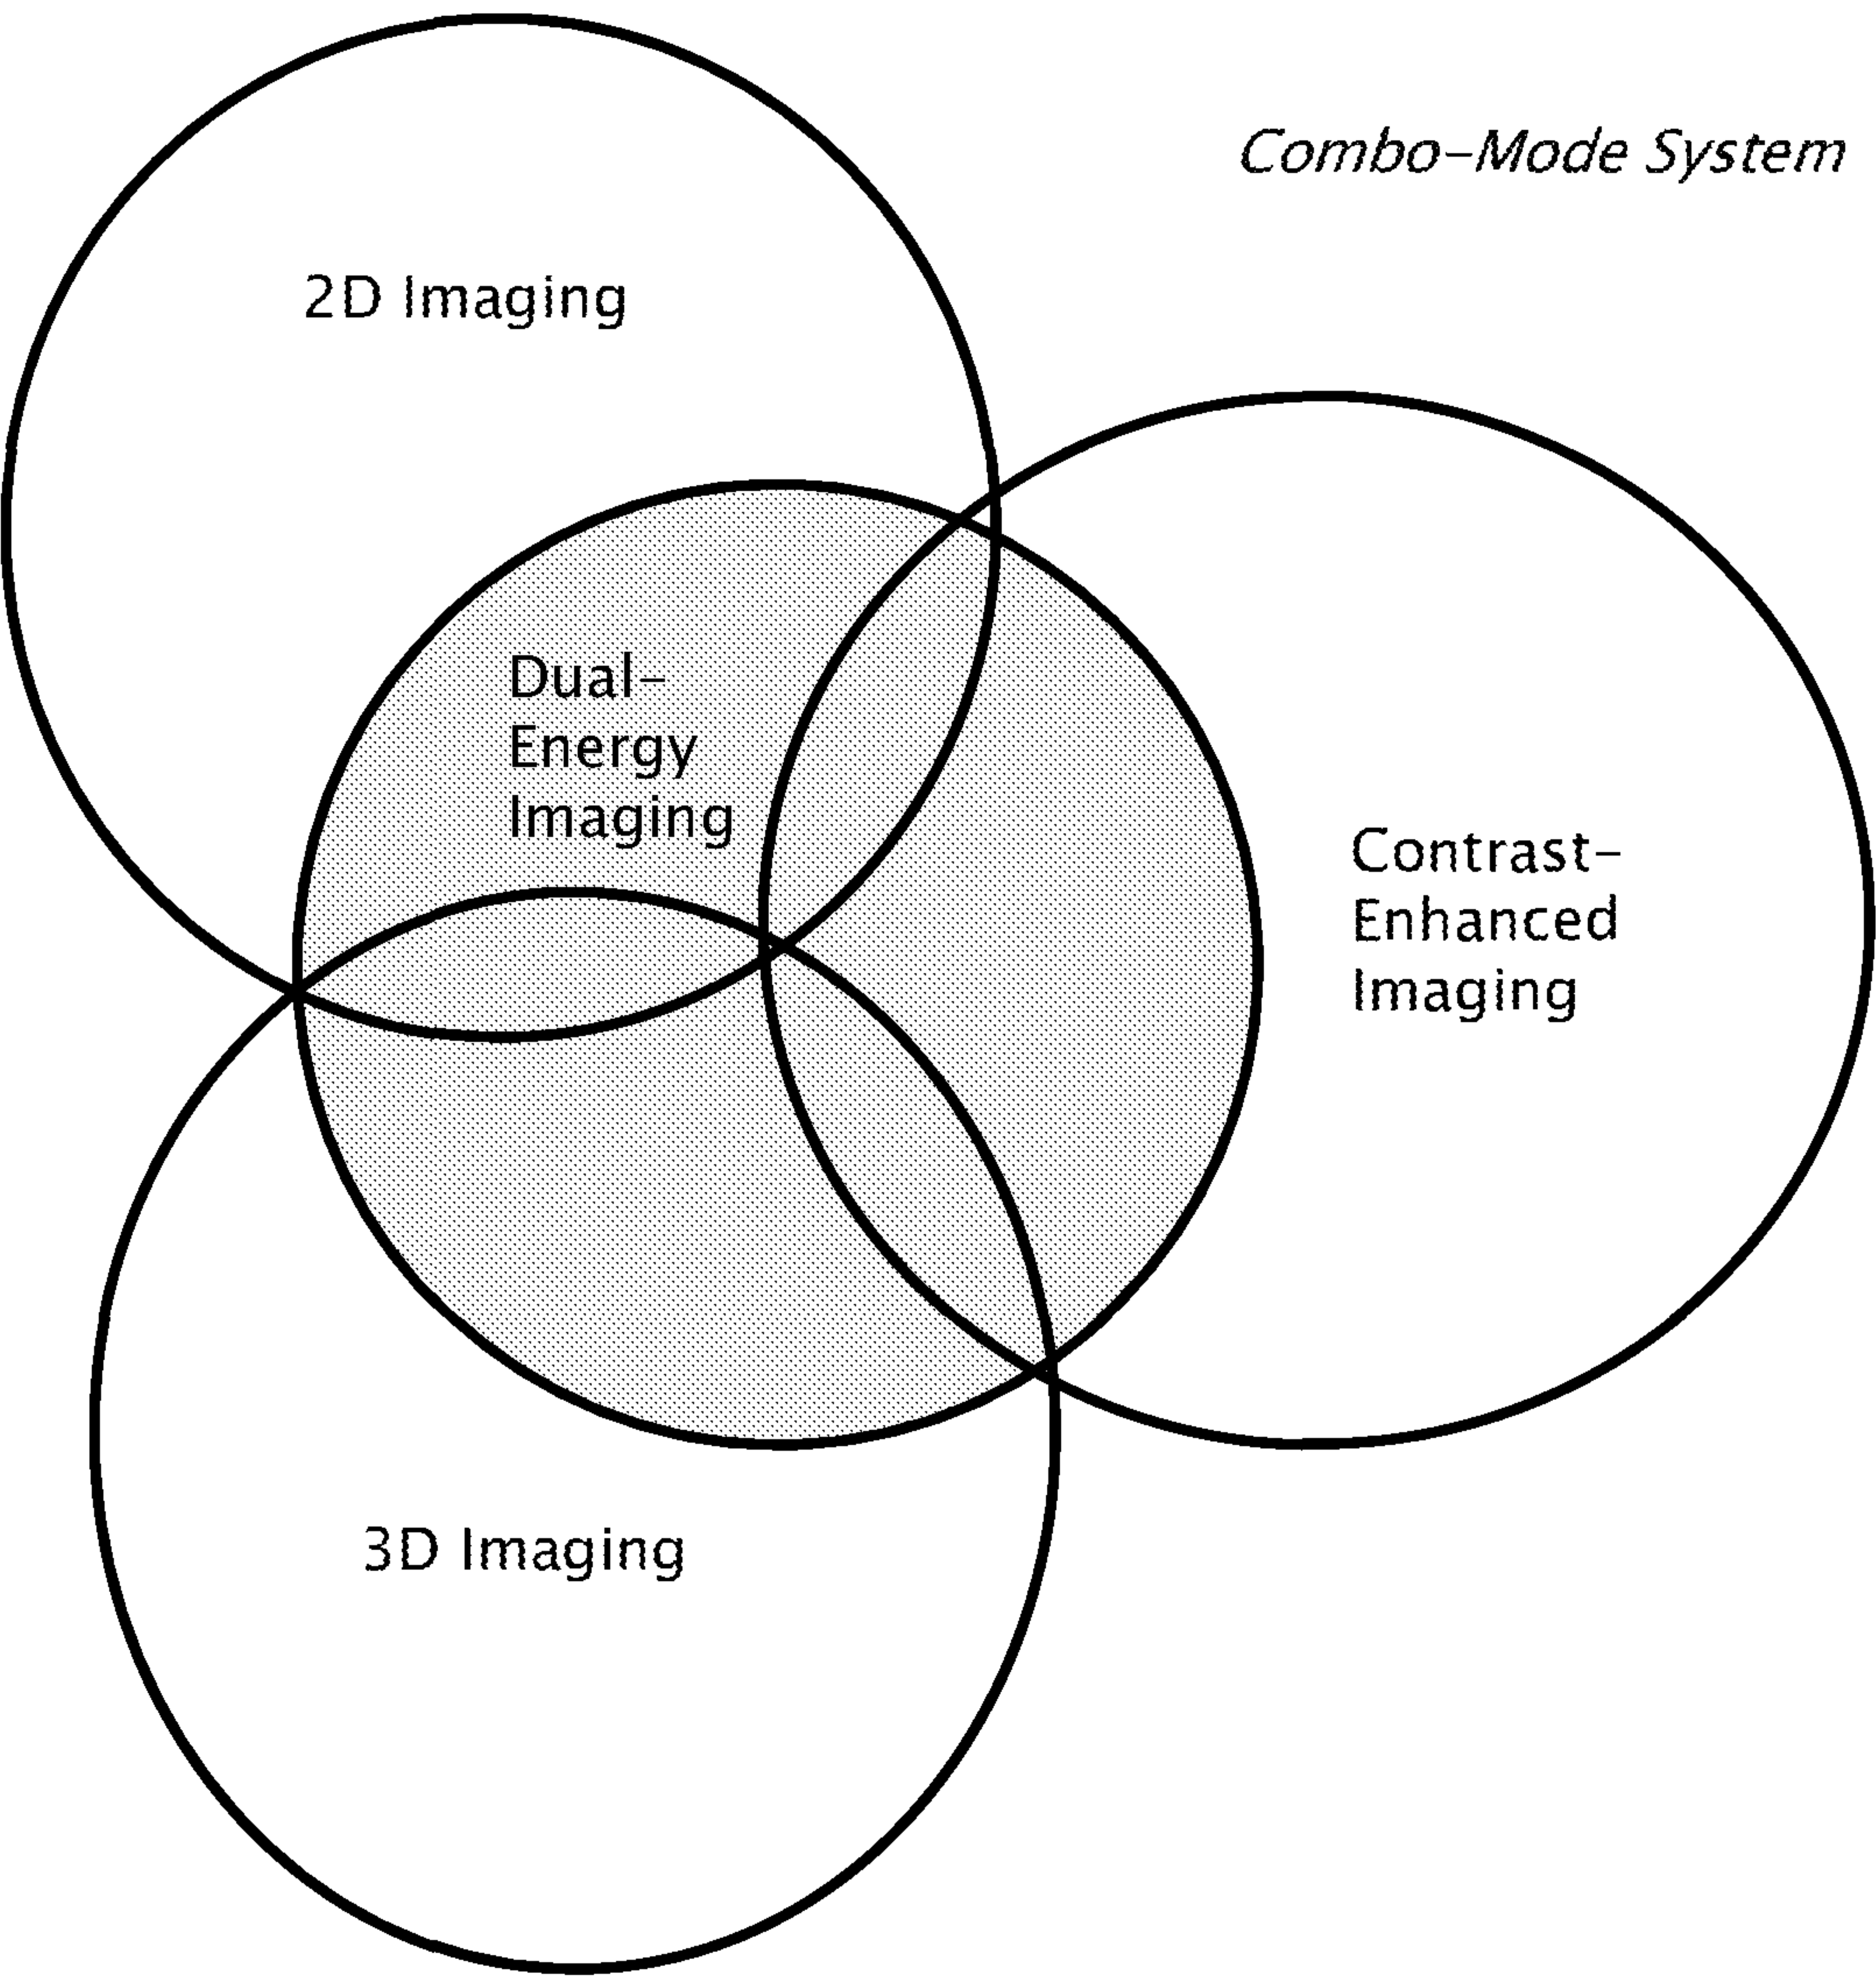 Combo-Mode System
2D Imaging
Dual-
Energy
Imaging
Contrast-
Enhanced
Imaging
3D Imaging